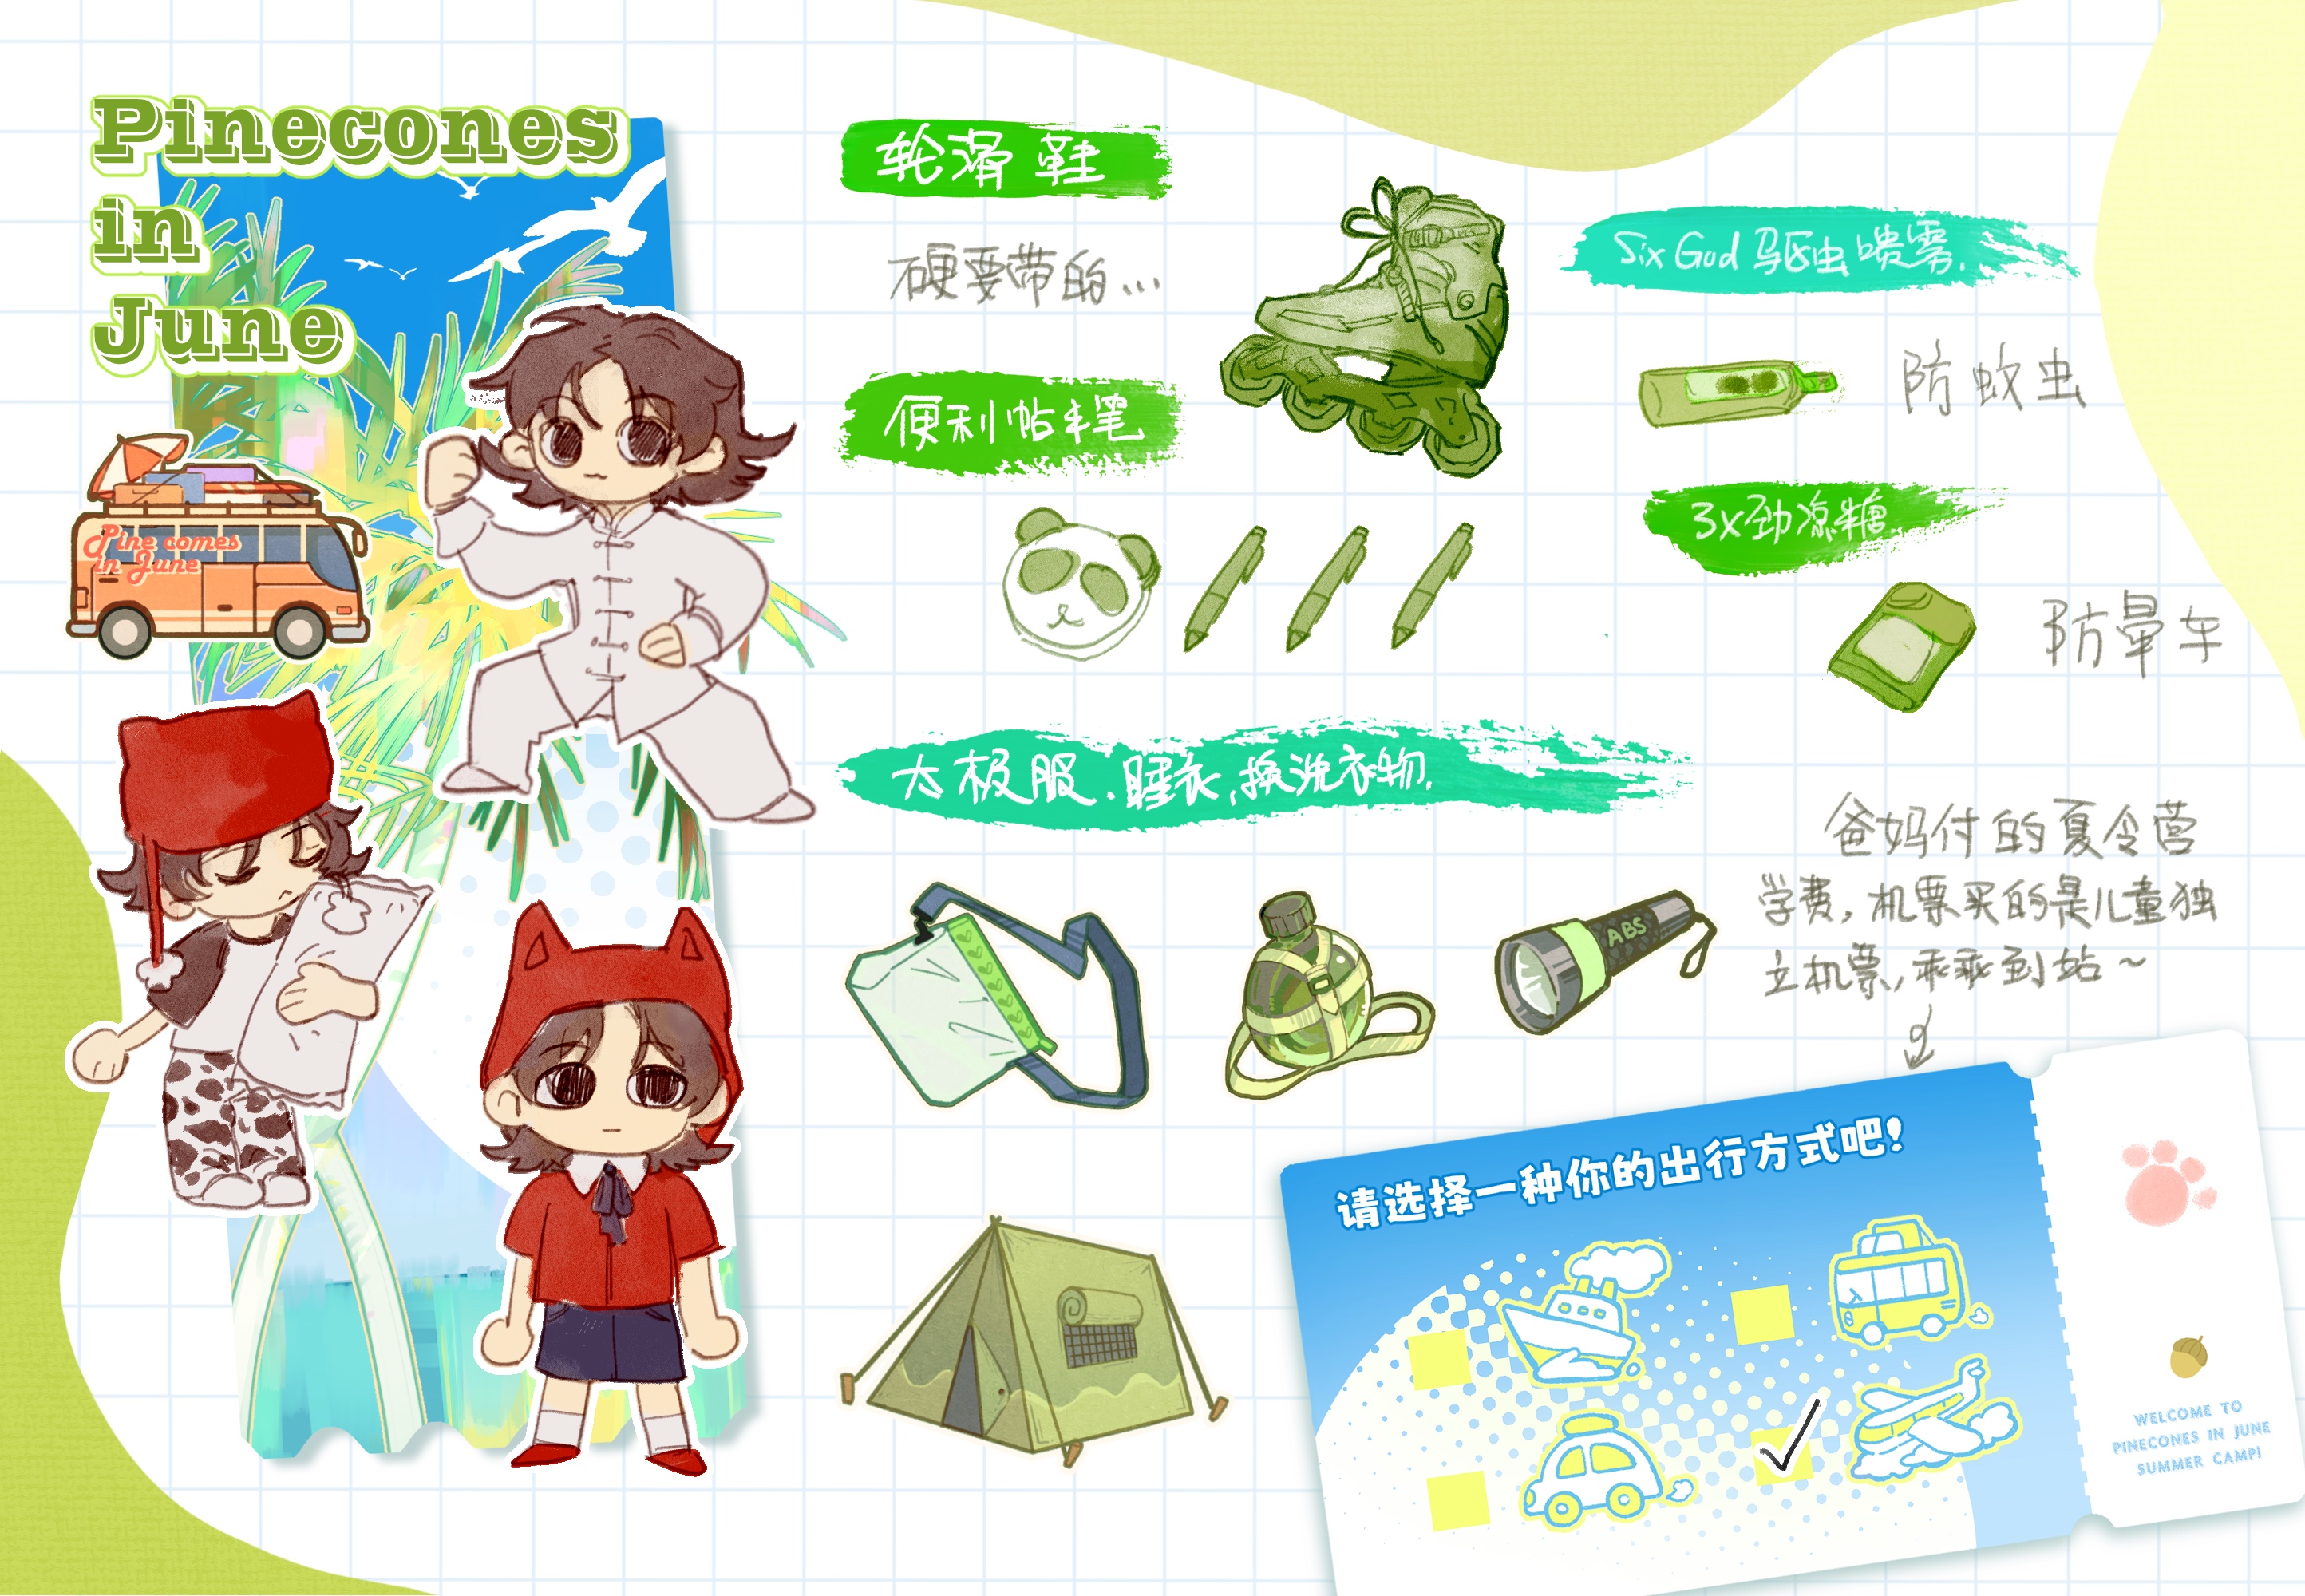 Pinecones
in
June
Pine comes
in June
轮滑鞋
硬要带的...
便利帖+笔
Six God 驱虫喷雾.
防蚊虫
3x劲凉糖
防晕车
太极服.睡衣,换洗衣物.
ABS
爸妈付的夏令营
学费,机票买的是儿童独
立机票,乖乖到站~
请选择一种你的出行方式吧!
WELCOME TO
PINECONES IN JUNE
SUMMER CAMP!